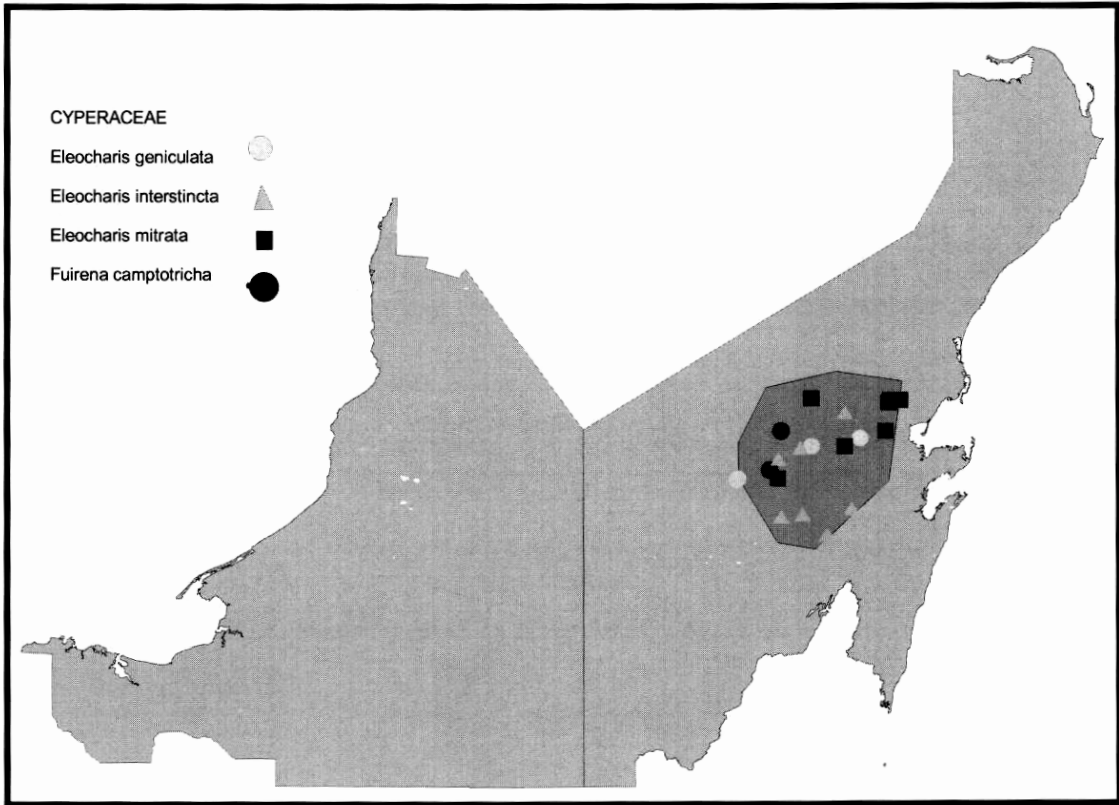 CYPERACEAE
Eleocharis geniculata
Eleocharis interstincta
Eleocharis mitrata
Fuirena camptotricha